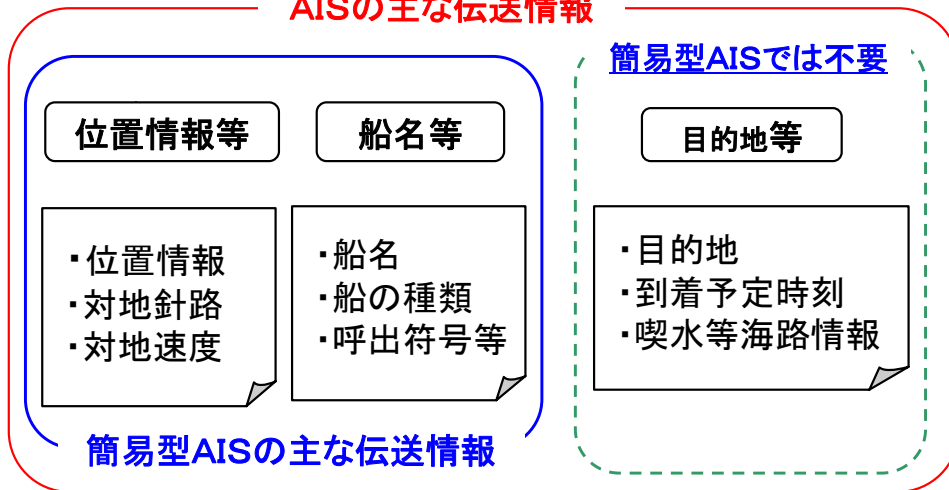 AISの主な伝送情報
簡易型AISでは不要
位置情報等
船名等
目的地等
・位置情報
・対地針路
・対地速度
・船名
・船の種類
・呼出符号等
・目的地
・到着予定時刻
・喫水等海路情報
簡易型AISの主な伝送情報